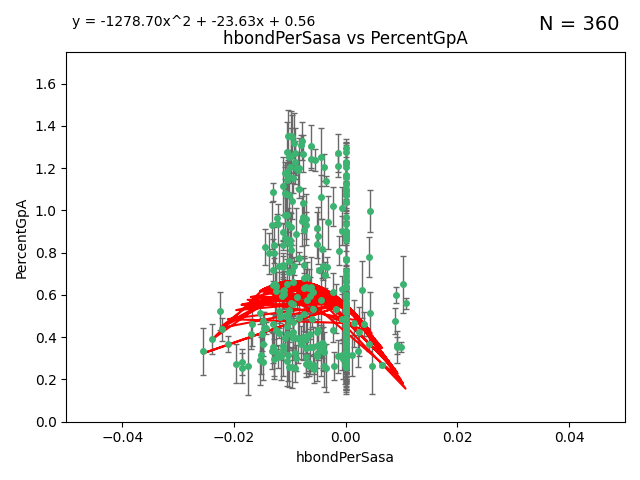 y = -1278.70x^2 + -23.63x + 0.56
N = 360
hbondPerSasa vs PercentGpA
1.6
1.4
1.2
1.0
0.8
0.6
0.4
0.2
0.0
PercentGpA
−0.04 −0.02 0.00 0.02 0.04
hbondPerSasa